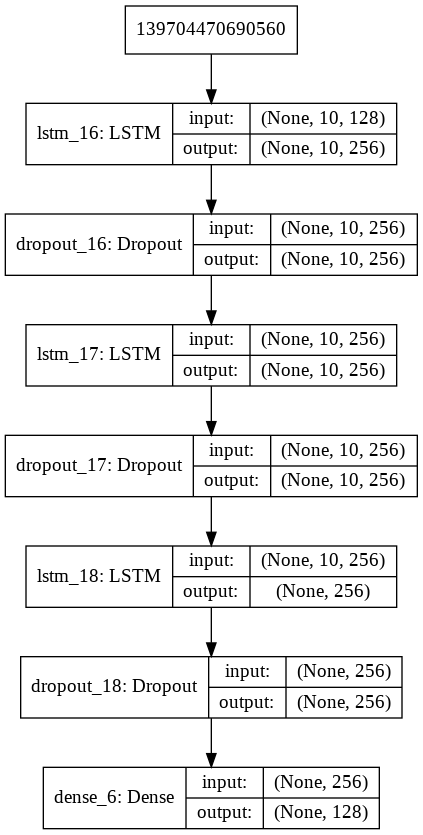 139704470690560
lstm_16: LSTM
input: (None, 10, 128)
output: (None, 10, 256)
dropout_16: Dropout
input: (None, 10, 256)
output: (None, 10, 256)
lstm_17: LSTM
input: (None, 10, 256)
output: (None, 10, 256)
dropout_17: Dropout
input: (None, 10, 256)
output: (None, 10, 256)
lstm_18: LSTM
input: (None, 10, 256)
output: (None, 256)
dropout_18: Dropout
input: (None, 256)
output: (None, 256)
dense_6: Dense
input: (None, 256)
output: (None, 128)